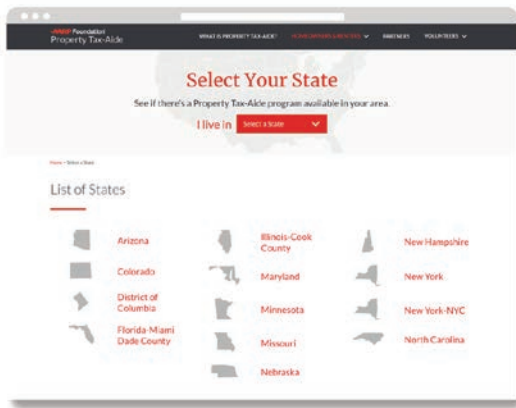 AARP Foundation
Property Tax-Aide
WHAT IS PROPERTY TAX-AIDE?
PARTNERS
VOLUNTEERS
Select Your State
See if there's a Property Tax-Aide program available in your area.
I live in Select a State
Home > Select a State
List of States
Arizona
Colorado
District of
Columbia
Florida-Miami
Dade County
Illinois-Cook
County
Maryland
Minnesota
Missouri
Nebraska
New Hampshire
New York
New York-NYC
North Carolina